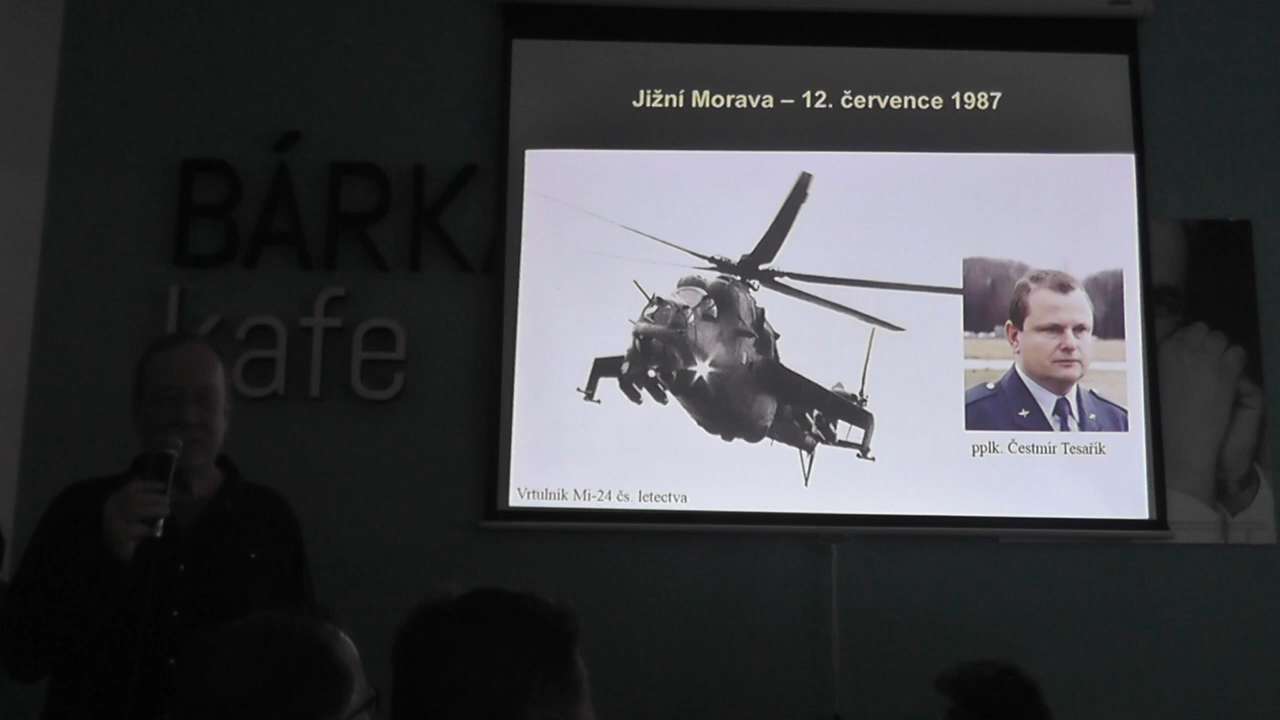 BÁRKA
kafe
Jižní Morava – 12. července 1987
pplk. Čestmír Tesařík
Vrtulník Mi-24 čs. letectva